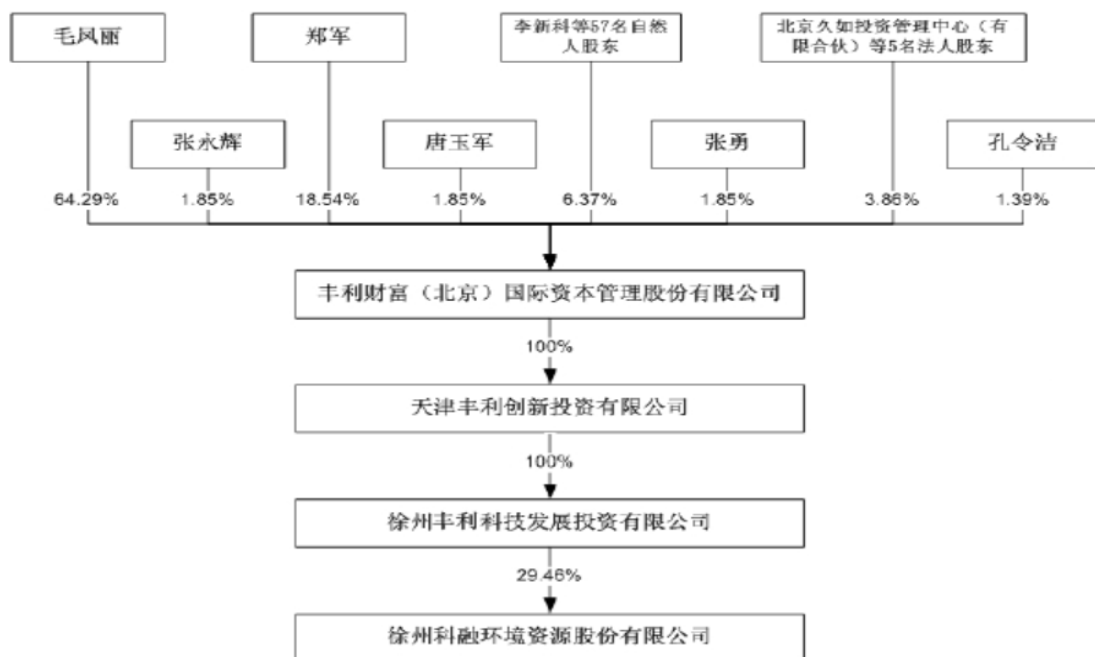 毛凤丽
郑军
李新科等57名自然
人股东
北京久如投资管理中心（有
限合伙）等5名法人股东
张永辉
唐玉军
张勇
孔令洁
64.29%
1.85%
18.54%
1.85%
6.37%
1.85%
3.86%
1.39%
丰利财富（北京）国际资本管理股份有限公司
100%
天津丰利创新投资有限公司
100%
徐州丰利科技发展投资有限公司
29.46%
徐州科融环境资源股份有限公司